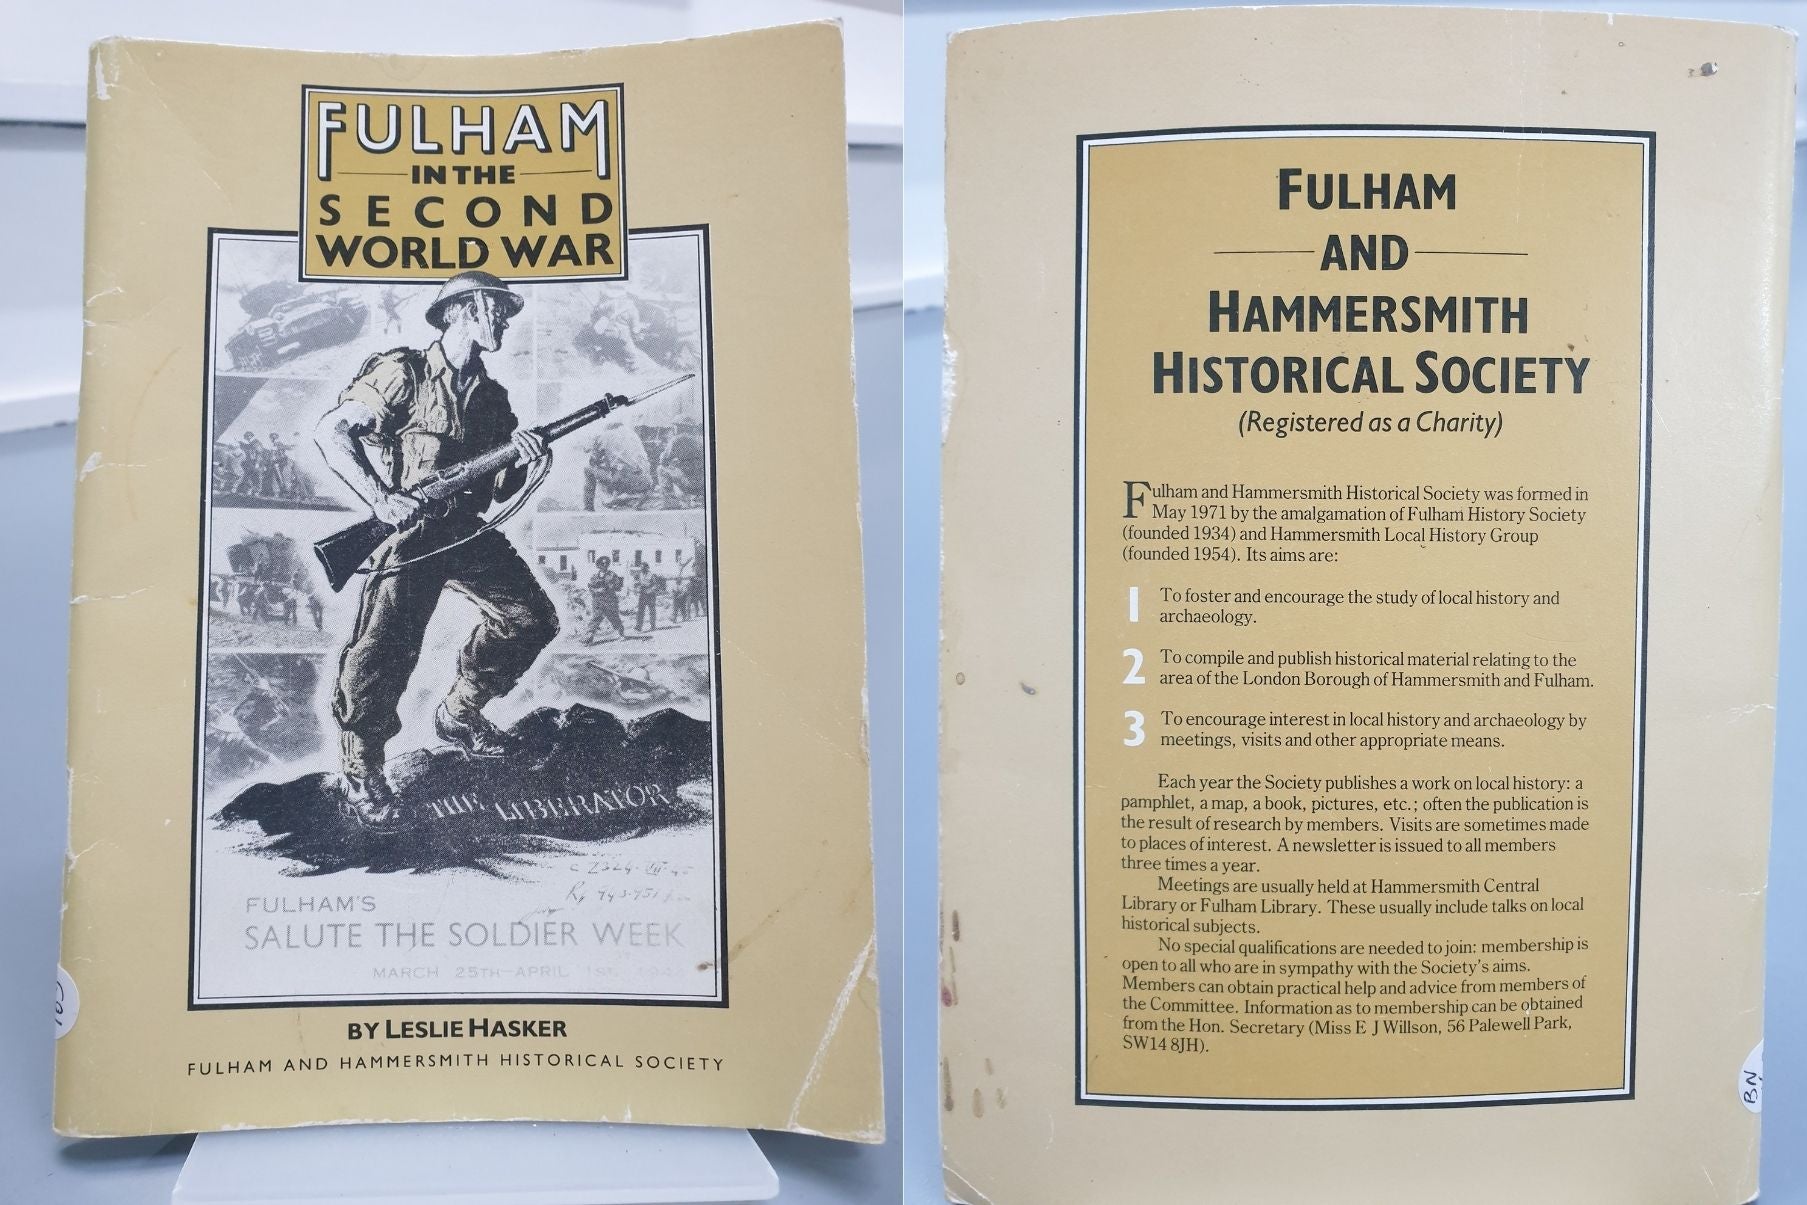 FULHAM
IN THE
SECOND
WORLD WAR
THE LIBERATOR
FULHAM'S
SALUTE THE SOLDIER WEEK
MARCH 25TH-APRIL 1ST.
BY LESLIE HASKER
FULHAM AND HAMMERSMITH HISTORICAL SOCIETY
FULHAM
AND
HAMMERSMITH
HISTORICAL SOCIETY
(Registered as a Charity)
Fulham and Hammersmith Historical Society was formed in
May 1971 by the amalgamation of Fulham History Society
(founded 1934) and Hammersmith Local History Group
(founded 1954). Its aims are:
1 To foster and encourage the study of local history and
archaeology.
2 To compile and publish historical material relating to the
area of the London Borough of Hammersmith and Fulham.
3 To encourage interest in local history and archaeology by
meetings, visits and other appropriate means.
Each year the Society publishes a work on local history: a
pamphlet, a map, a book, pictures, etc.; often the publication is
the result of research by members. Visits are sometimes made
to places of interest. A newsletter is issued to all members
three times a year.
Meetings are usually held at Hammersmith Central
Library or Fulham Library. These usually include talks on local
historical subjects.
No special qualifications are needed to join: membership is
open to all who are in sympathy with the Society's aims.
Members can obtain practical help and advice from members of
the Committee. Information as to membership can be obtained
from the Hon. Secretary (Miss E J Willson, 56 Palewell Park,
SW14 8JH).
BN